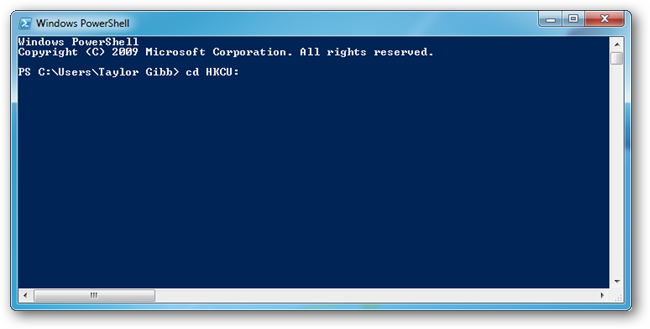 Windows PowerShell
Windows PowerShell
Copyright (C) 2009 Microsoft Corporation. All rights reserved.
PS C:\Users\Taylor Gibb> cd HKCU: